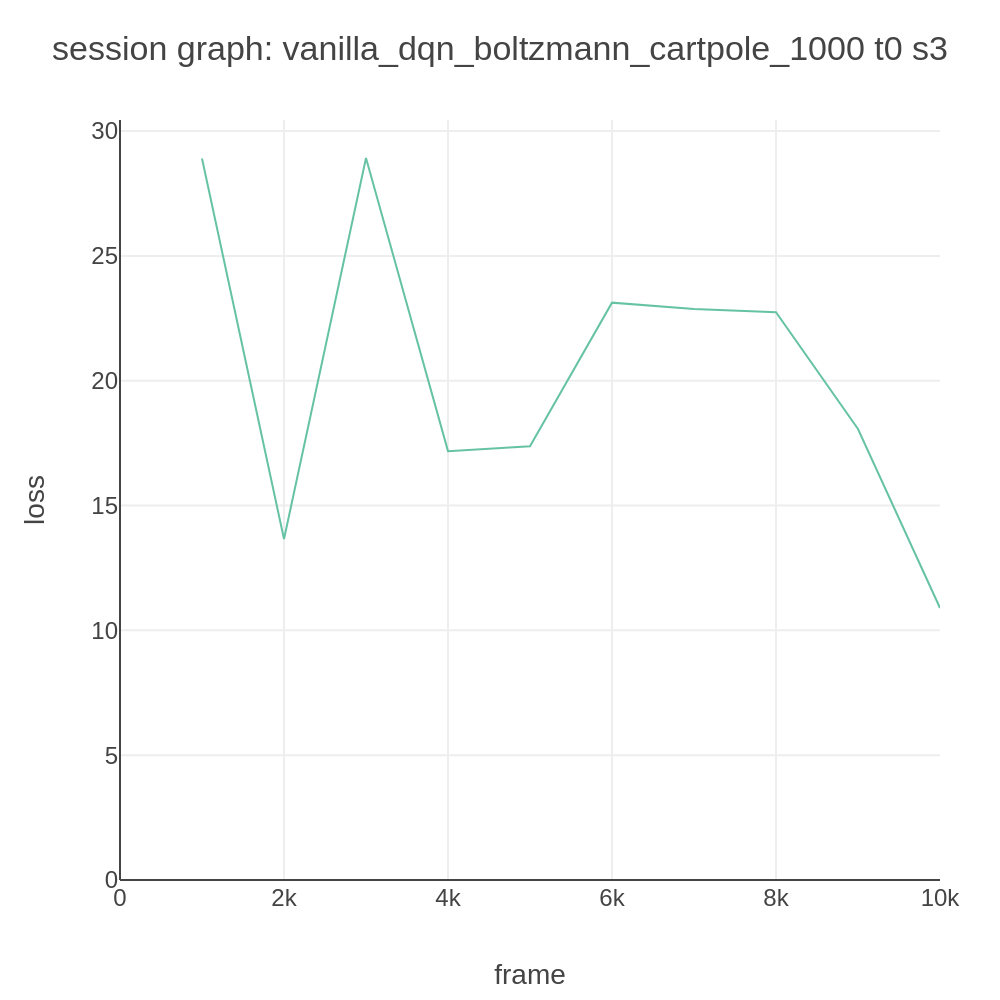 session graph: vanilla_dqn_boltzmann_cartpole_1000 t0 s3
30
25
20
15
10
5
0
loss
0 2k 4k 6k 8k 10k
frame